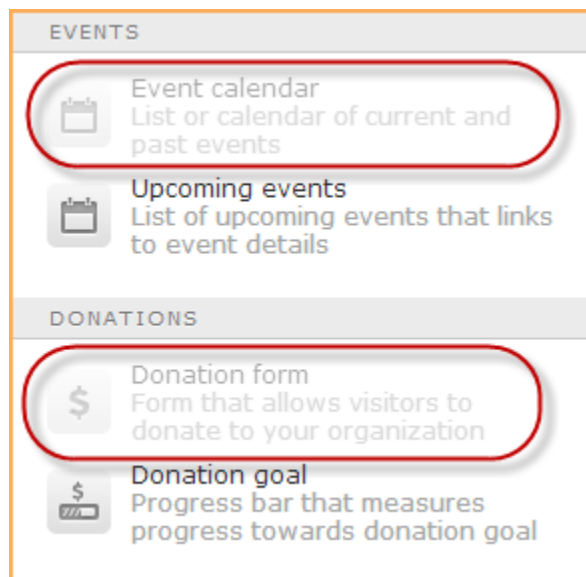 EVENTS
Event calendar
List or calendar of current and
past events
Upcoming events
List of upcoming events that links
to event details
DONATIONS
$
Donation form
Form that allows visitors to
donate to your organization
$
Donation goal
Progress bar that measures
progress towards donation goal